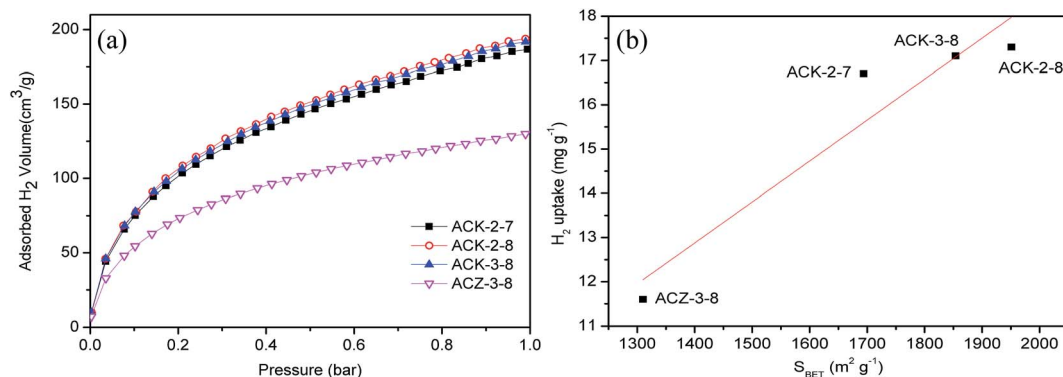 (a)
Adsorbed H2 Volume(cm3/g)
200
150
100
50
0
0.0 0.2 0.4 0.6 0.8 1.0
Pressure (bar)
ACK-2-7
ACK-2-8
ACK-3-8
ACZ-3-8
(b)
H2 uptake (mg g-1)
18
17
16
15
14
13
12
11
1300 1400 1500 1600 1700 1800 1900 2000
SBET (m2 g-1)
ACK-3-8
ACK-2-7
ACK-2-8
ACZ-3-8